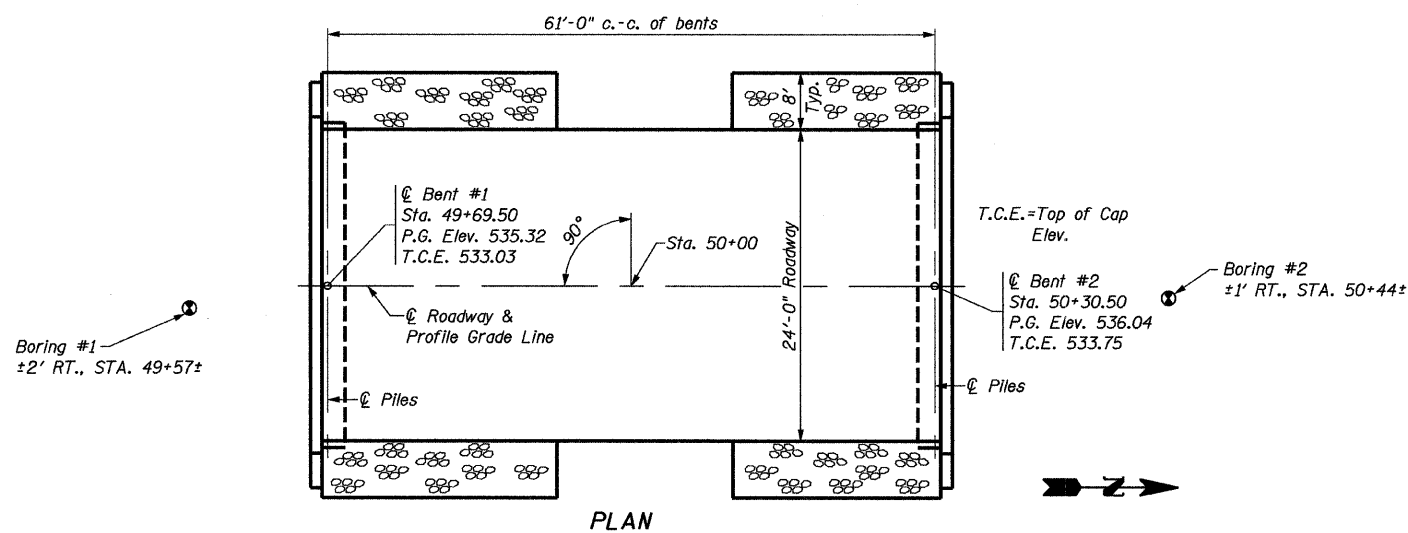 61'-0" c.-c. of bents
8'
Typ.
℄ Bent #1
Sta. 49+69.50
P.G. Elev. 535.32
T.C.E. 533.03
90°
Sta. 50+00
24'-0" Roadway
T.C.E.=Top of Cap
Elev.
Boring #2
±1' RT., STA. 50+44±
℄ Bent #2
Sta. 50+30.50
P.G. Elev. 536.04
T.C.E. 533.75
℄ Roadway &
Profile Grade Line
Boring #1
±2' RT., STA. 49+57±
℄ Piles
℄ Piles
N
PLAN